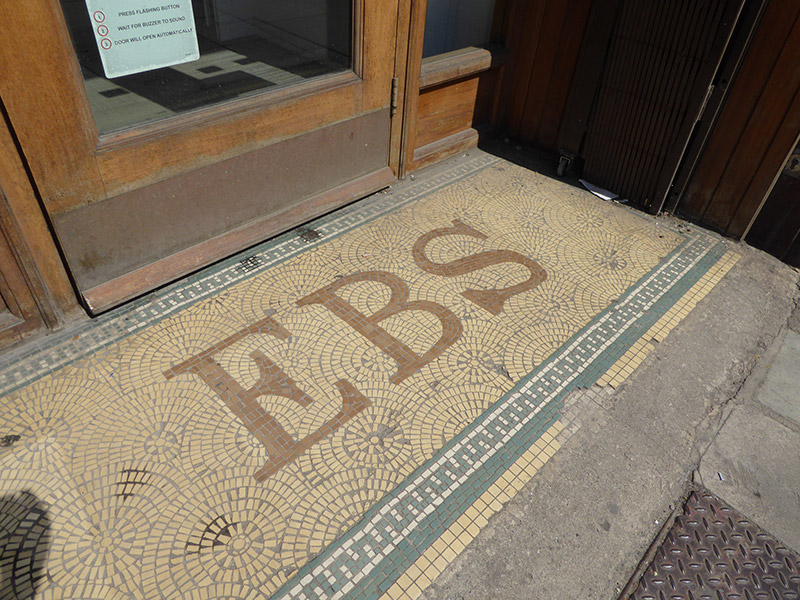 PRESS FLASHING BUTTON
WAIT FOR BUZZER TO SOUND
DOOR WILL OPEN AUTOMATICALLY
EBS